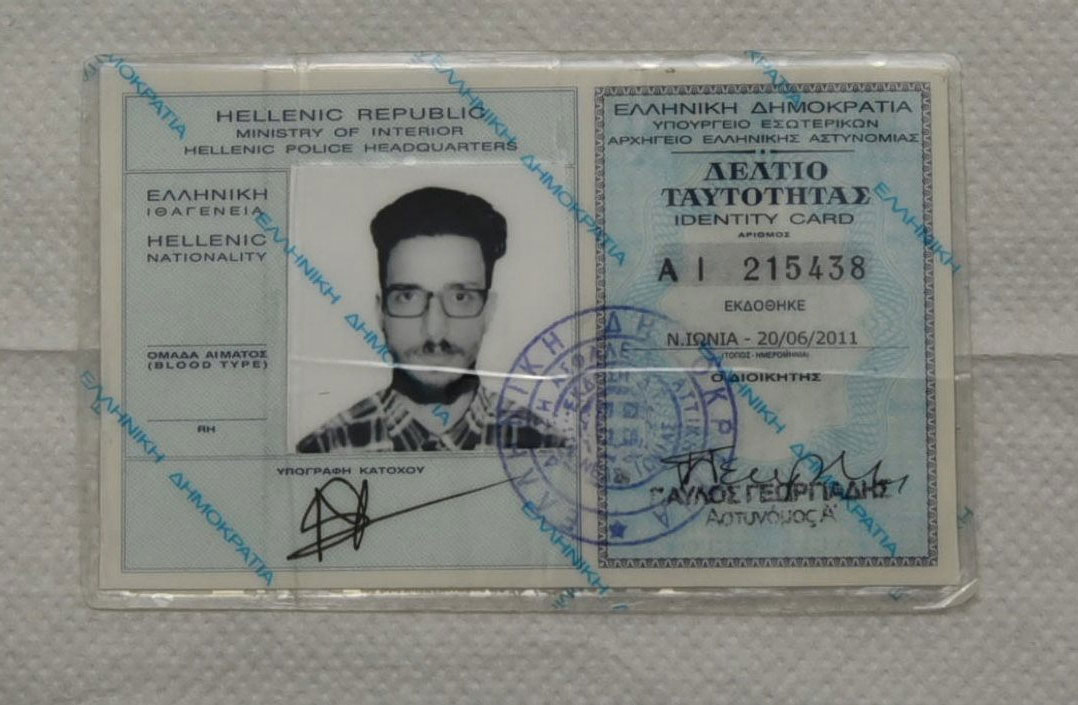 HELLENIC REPUBLIC
MINISTRY OF INTERIOR
HELLENIC POLICE HEADQUARTERS
ΕΛΛΗΝΙΚΗ
ΙΘΑΓΕΝΕΙΑ
HELLENIC
NATIONALITY
ΟΜΑΔΑ ΑΙΜΑΤΟΣ
(BLOOD TYPE)
RH
ΥΠΟΓΡΑΦΗ ΚΑΤΟΧΟΥ
ΕΛΛΗΝΙΚΗ ΔΗΜΟΚΡΑΤΙΑ
ΥΠΟΥΡΓΕΙΟ ΕΣΩΤΕΡΙΚΩΝ
ΑΡΧΗΓΕΙΟ ΕΛΛΗΝΙΚΗΣ ΑΣΤΥΝΟΜΙΑΣ
ΔΕΛΤΙΟ
ΤΑΥΤΟΤΗΤΑΣ
IDENTITY CARD
ΑΡΙΘΜΟΣ
Α Ι 215438
ΕΚΔΟΘΗΚΕ
Ν.ΙΩΝΙΑ - 20/06/2011
(ΤΟΠΟΣ-ΗΜΕΡΟΜΗΝΙΑ)
Ο ΔΙΟΙΚΗΤΗΣ
ΠΑΥΛΟΣ ΓΕΩΡΓΙΑΔΗΣ
Αστυνόμος Α'
ΕΛΛΗΝΙΚΗ ΔΗΜΟΚΡΑΤΙΑ